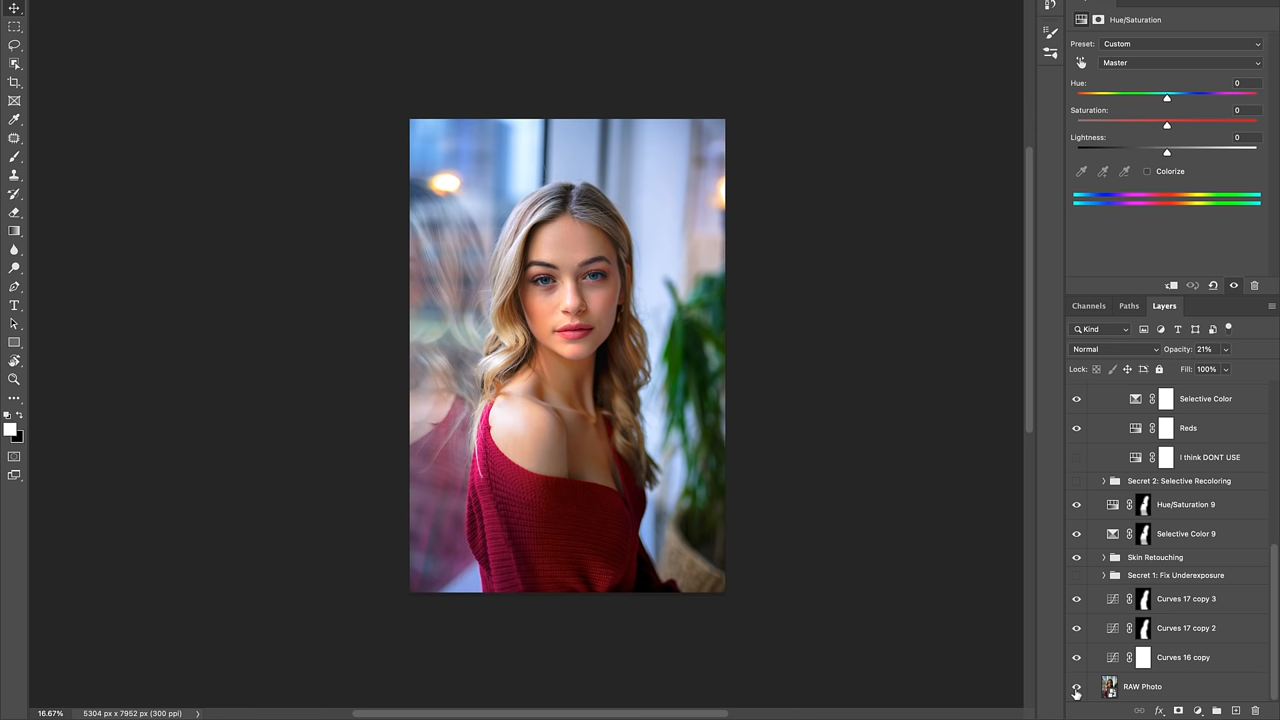 Hue/Saturation
Preset: Custom
Master
Hue: 0
Saturation: 0
Lightness: 0
Colorize
Channels Paths Layers
Kind
Normal Opacity: 21%
Lock: Fill: 100%
Selective Color
Reds
I think DONT USE
Secret 2: Selective Recoloring
Hue/Saturation 9
Selective Color 9
Skin Retouching
Secret 1: Fix Underexposure
Curves 17 copy 3
Curves 17 copy 2
Curves 16 copy
RAW Photo
16.67% 5304 px x 7952 px (300 ppi)